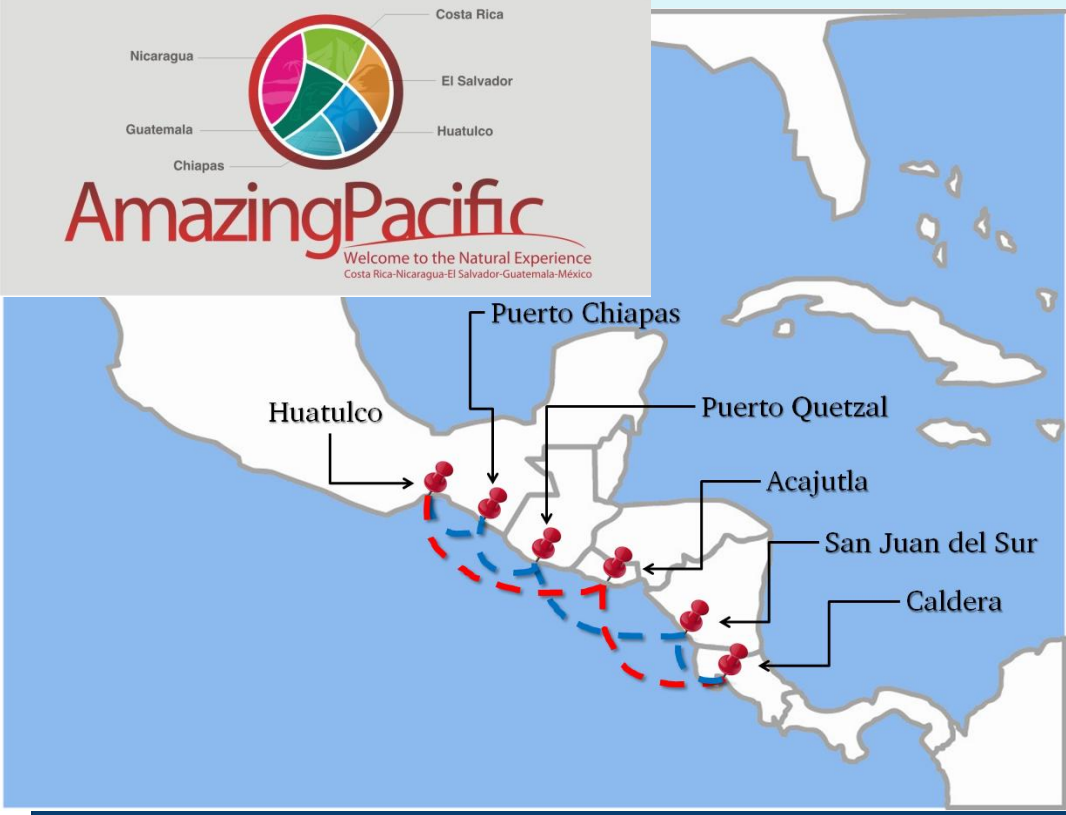 Costa Rica
Nicaragua
El Salvador
Guatemala
Huatulco
Chiapas
AmazingPacific
Welcome to the Natural Experience
Costa Rica-Nicaragua-El Salvador-Guatemala-México
Puerto Chiapas
Huatulco
Puerto Quetzal
Acajutla
San Juan del Sur
Caldera